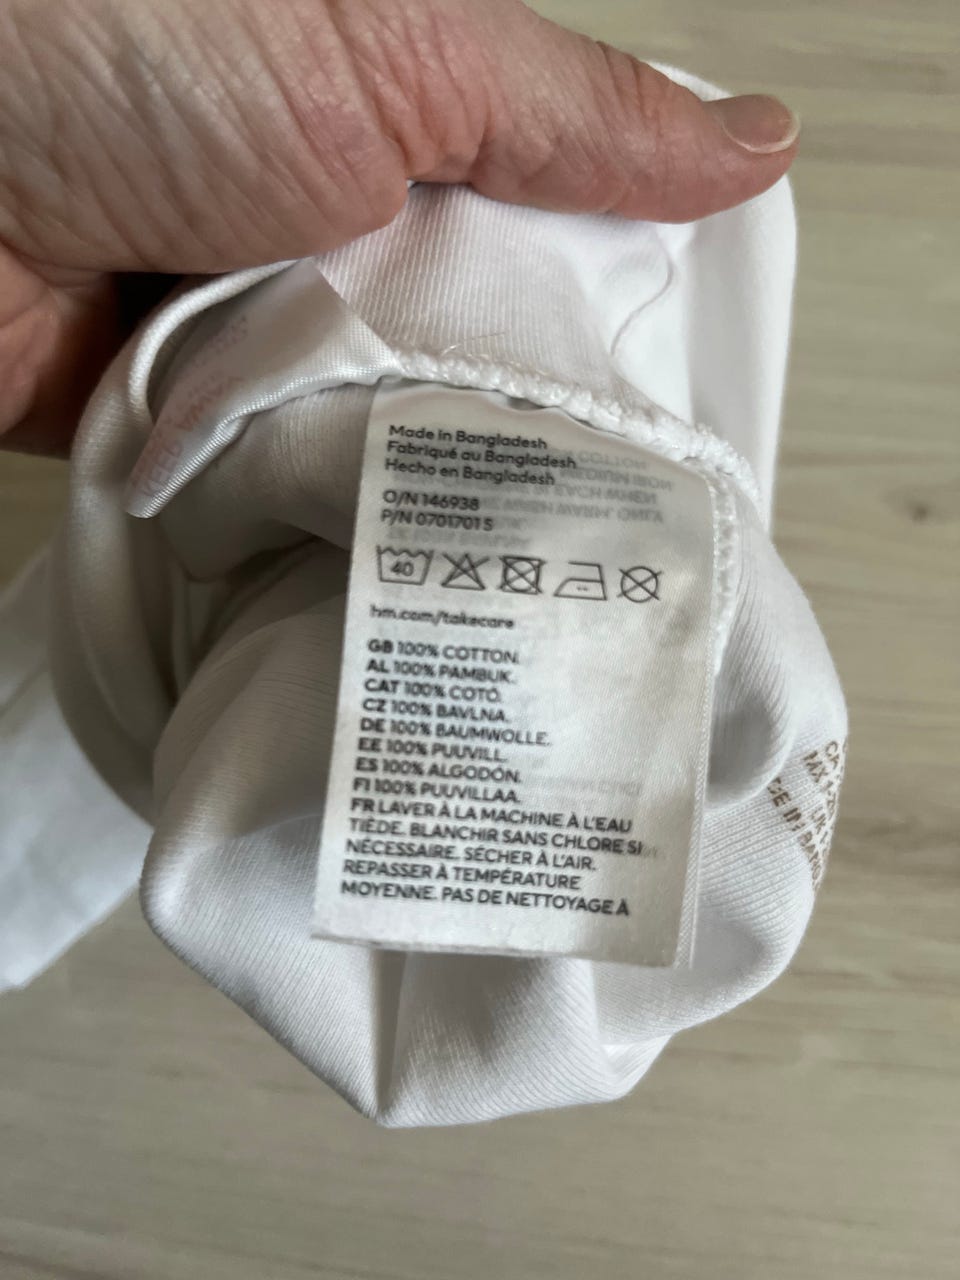 Made in Bangladesh
Fabriqué au Bangladesh
Hecho en Bangladesh
O/N 146938
P/N 0701701 S
40
hm.com/takecare
GB 100% COTTON.
AL 100% PAMBUK.
CAT 100% COTÓ.
CZ 100% BAVLNA.
DE 100% BAUMWOLLE.
EE 100% PUUVILL.
ES 100% ALGODÓN.
FI 100% PUUVILLAA.
FR LAVER À LA MACHINE À L'EAU
TIÈDE. BLANCHIR SANS CHLORE SI
NÉCESSAIRE. SÉCHER À L'AIR.
REPASSER À TEMPÉRATURE
MOYENNE. PAS DE NETTOYAGE À